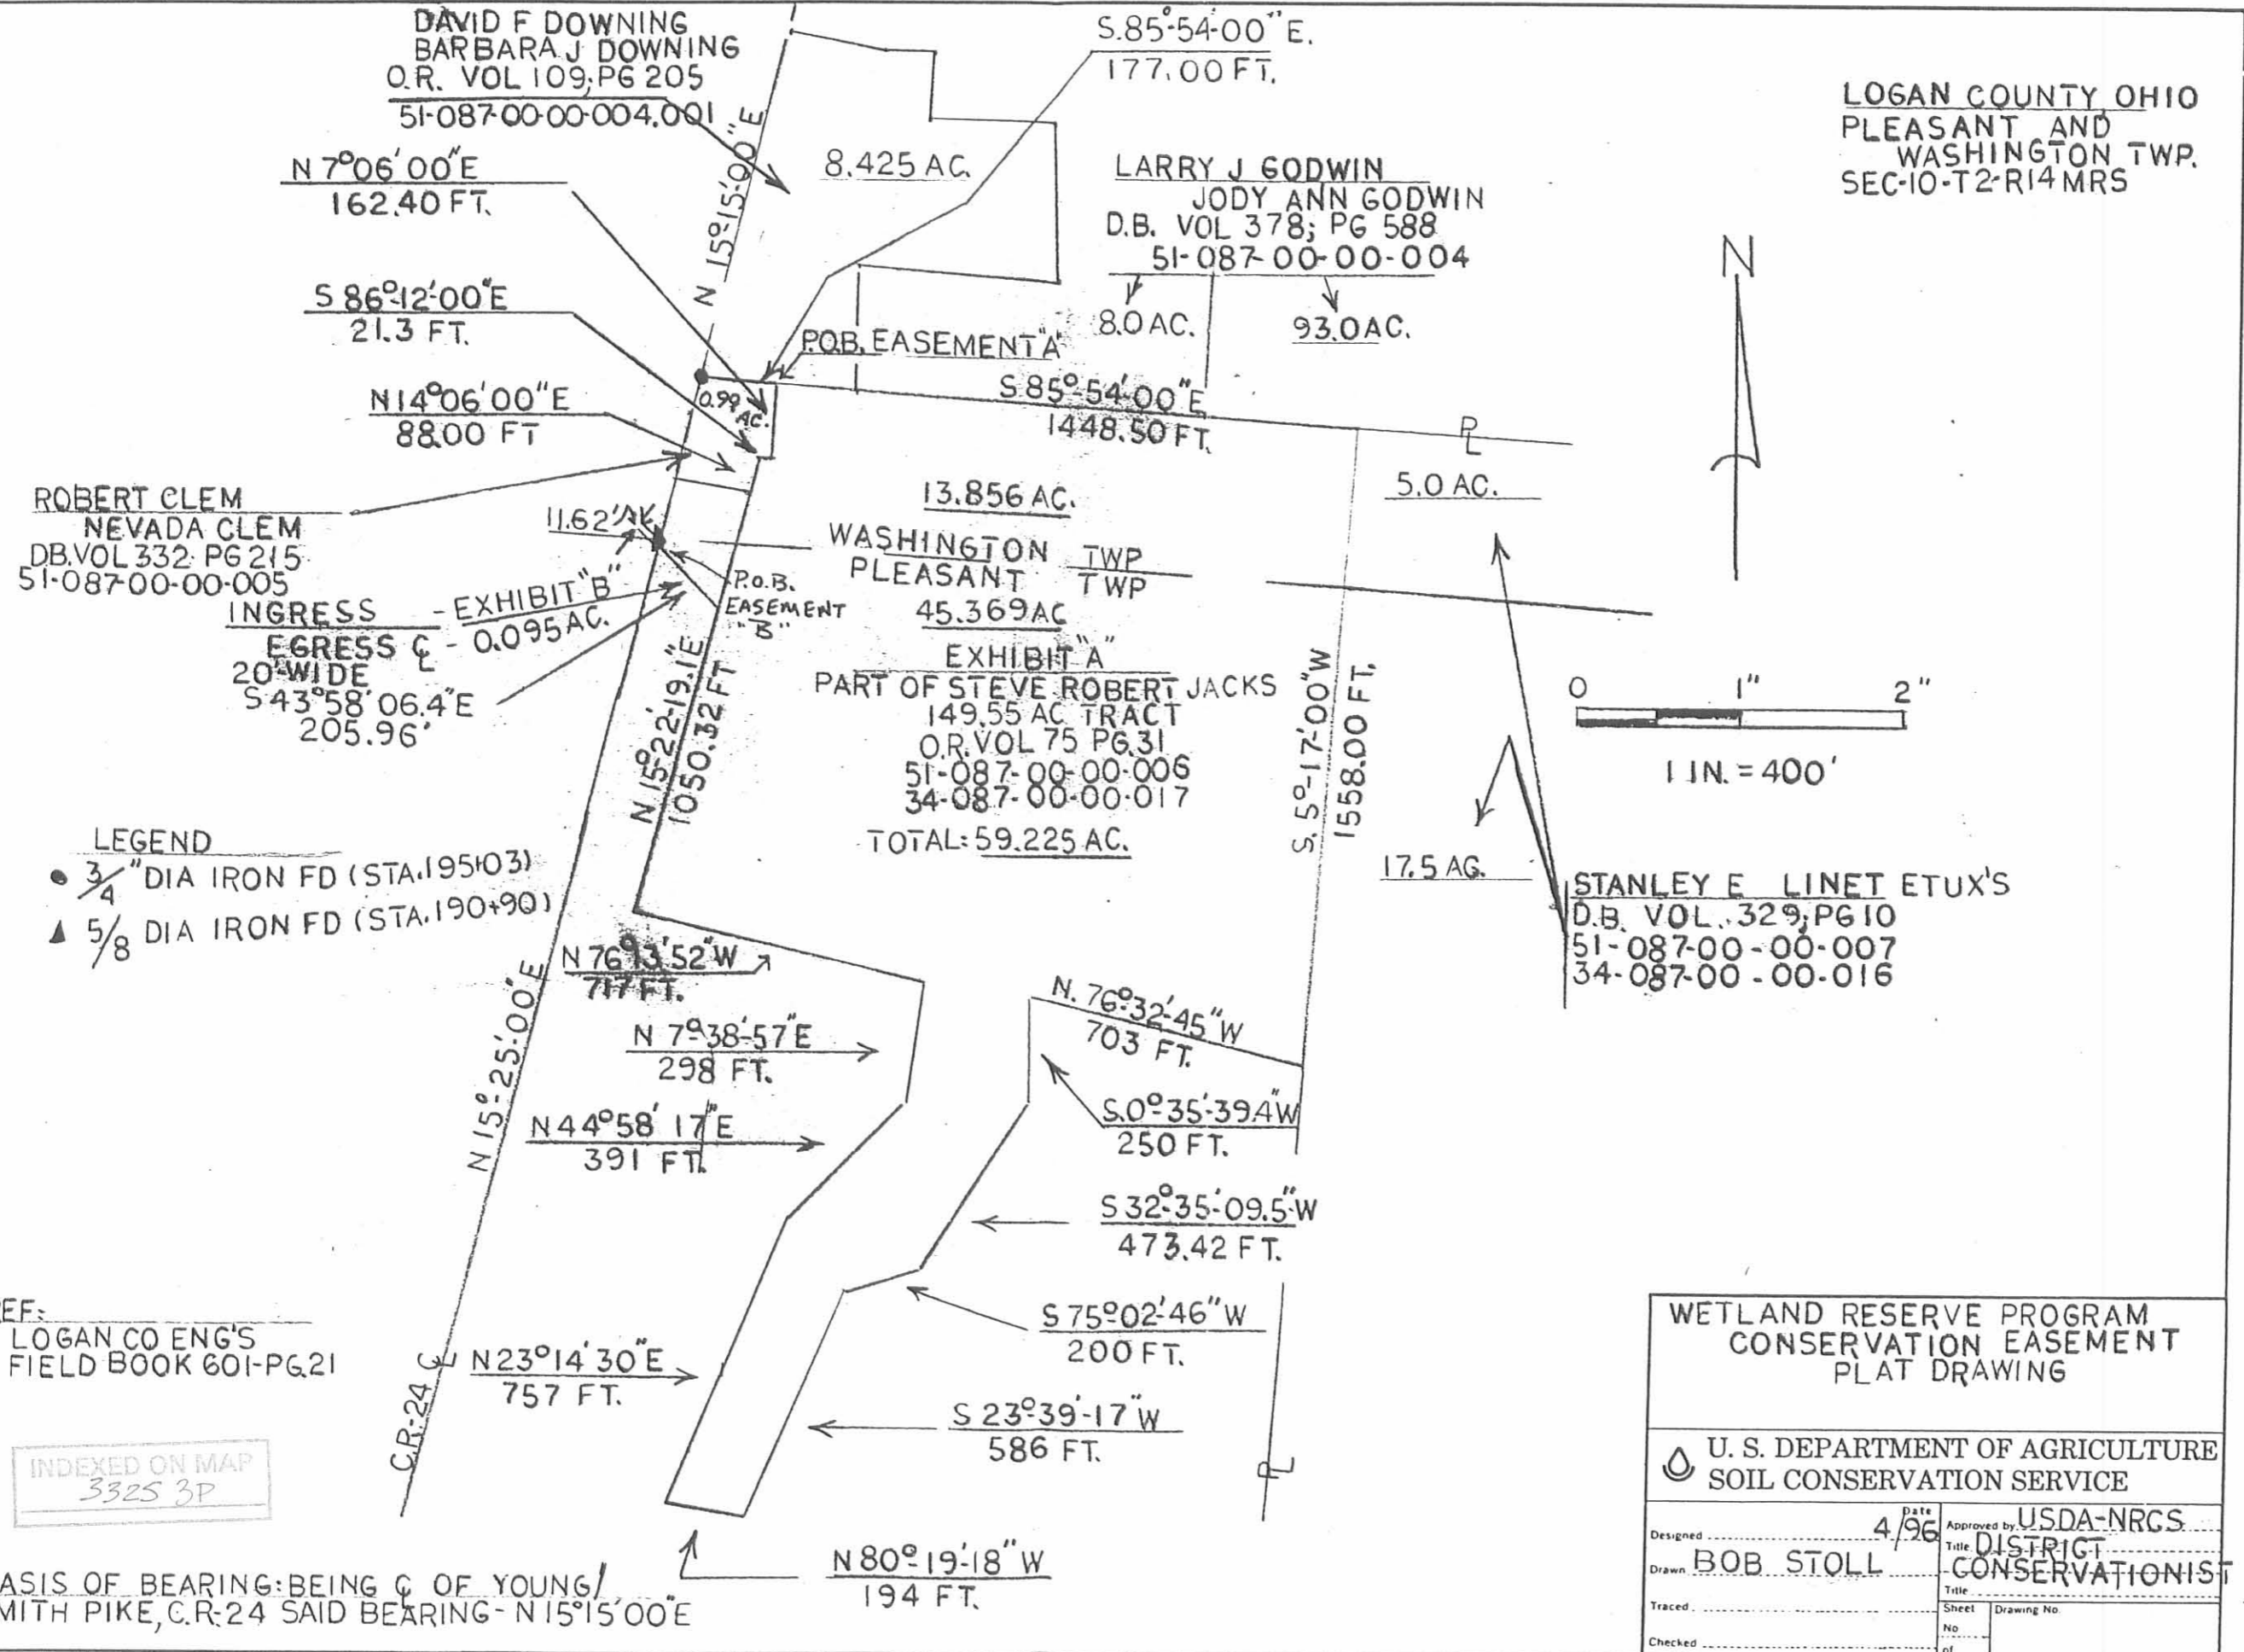 DAVID F DOWNING
BARBARA J DOWNING
O.R. VOL 109; PG 205
51-087-00-00-004.001
S.85°-54'-00" E.
177.00 FT.
LOGAN COUNTY, OHIO
PLEASANT AND
WASHINGTON TWP.
SEC-10-T2-R14 MRS
N 15°-15'-00" E
8.425 AC.
N 7°06'00"E
162.40 FT.
LARRY J GODWIN
JODY ANN GODWIN
D.B. VOL 378; PG 588
51-087-00-00-004
8.0 AC.
93.0 AC.
N
S 86°-12'-00"E
21.3 FT.
P.O.B. EASEMENT "A"
0.99 AC.
S.85°-54'-00"E
1448.50 FT.
PL
N14°06'00"E
88.00 FT
5.0 AC.
ROBERT CLEM
NEVADA CLEM
DB.VOL 332 PG 215
51-087-00-00-005
11.62'
13.856 AC.
WASHINGTON TWP
PLEASANT TWP
45.369 AC
P.O.B.
EASEMENT
"B"
INGRESS - EXHIBIT "B"
EGRESS ℄ - 0.095 AC.
20'-WIDE
S43°58'06.4"E
205.96'
EXHIBIT "A"
PART OF STEVE ROBERT JACKS
149.55 AC TRACT
O.R. VOL 75 PG.31
51-087-00-00-006
34-087-00-00-017
TOTAL: 59.225 AC.
N 15°-22'-19.1"E
1050.32 FT
S. 5°-17'-00"W
1558.00 FT.
0 1" 2"
1 IN. = 400'
LEGEND
● 3/4" DIA IRON FD (STA.195+03)
▲ 5/8 DIA IRON FD (STA.190+90)
17.5 AG.
STANLEY E LINET ETUX'S
D.B. VOL. 329; PG 10
51-087-00-00-007
34-087-00-00-016
N 76°13'52"W
717 FT.
N 15°-25'-00" E
N 7°-38'-57"E
298 FT.
N. 76°-32'-45"W
703 FT.
N44°58'17"E
391 FT.
S.0°-35'-39.4"W
250 FT.
S 32°-35'-09.5"W
473.42 FT.
S 75°-02'-46"W
200 FT.
EF:
LOGAN CO ENG'S
FIELD BOOK 601-PG.21
C.R.-24 ℄
N23°14'30"E
757 FT.
S 23°-39'-17"W
586 FT.
PL
INDEXED ON MAP
3325 3P
N 80°-19'-18"W
194 FT.
ASIS OF BEARING: BEING ℄ OF YOUNG/
MITH PIKE, C.R-24 SAID BEARING - N 15°15'00"E
WETLAND RESERVE PROGRAM
CONSERVATION EASEMENT
PLAT DRAWING
U. S. DEPARTMENT OF AGRICULTURE
SOIL CONSERVATION SERVICE
Designed
Date
4/96
Approved by USDA-NRCS
Title DISTRICT
Drawn BOB STOLL
CONSERVATIONIST
Title
Traced
Sheet
No
of
Drawing No.
Checked